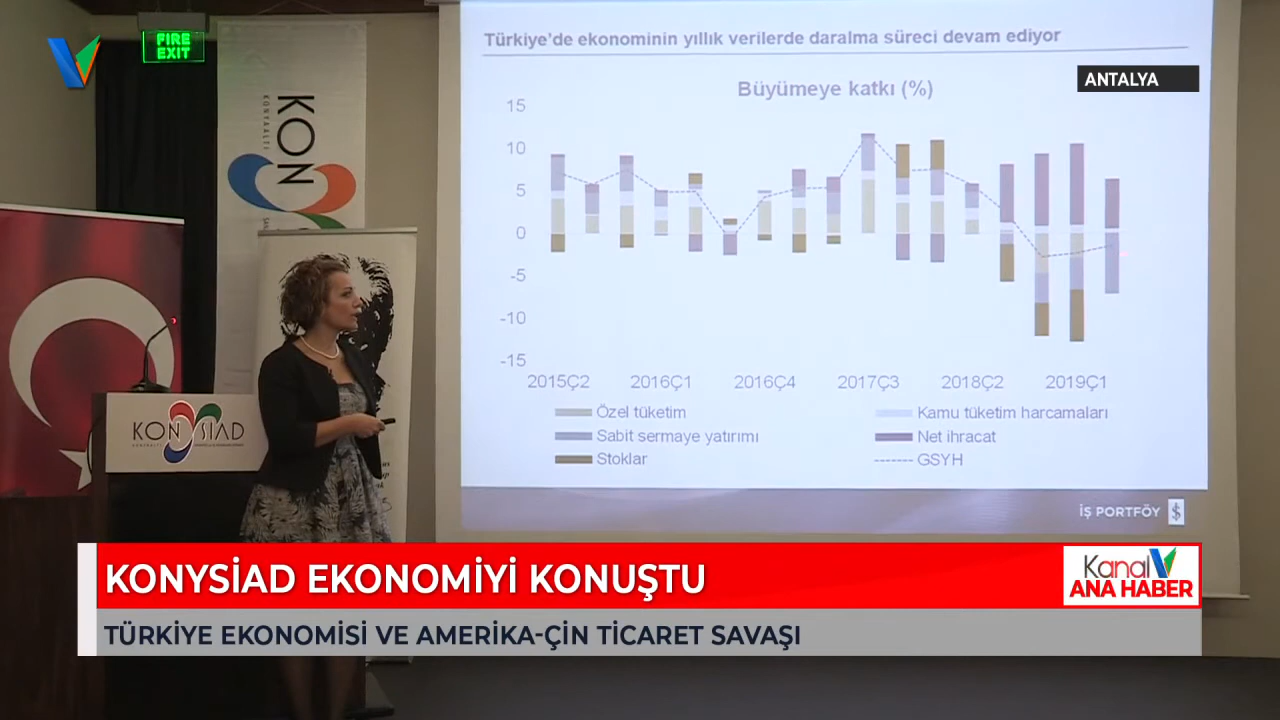 FIRE
EXIT
KON
KONYAALTI
Türkiye'de ekonominin yıllık verilerde daralma süreci devam ediyor
ANTALYA
Büyümeye katkı (%)
15
10
5
0
-5
-10
-15
2015Ç2 2016Ç1 2016Ç4 2017Ç3 2018Ç2 2019Ç1
Özel tüketim Kamu tüketim harcamaları
Sabit sermaye yatırımı Net ihracat
Stoklar GSYH
İŞ PORTFÖY
KONYSİAD
KONYSİAD EKONOMİYİ KONUŞTU
Kanal V
ANA HABER
TÜRKİYE EKONOMİSİ VE AMERİKA-ÇİN TİCARET SAVAŞI